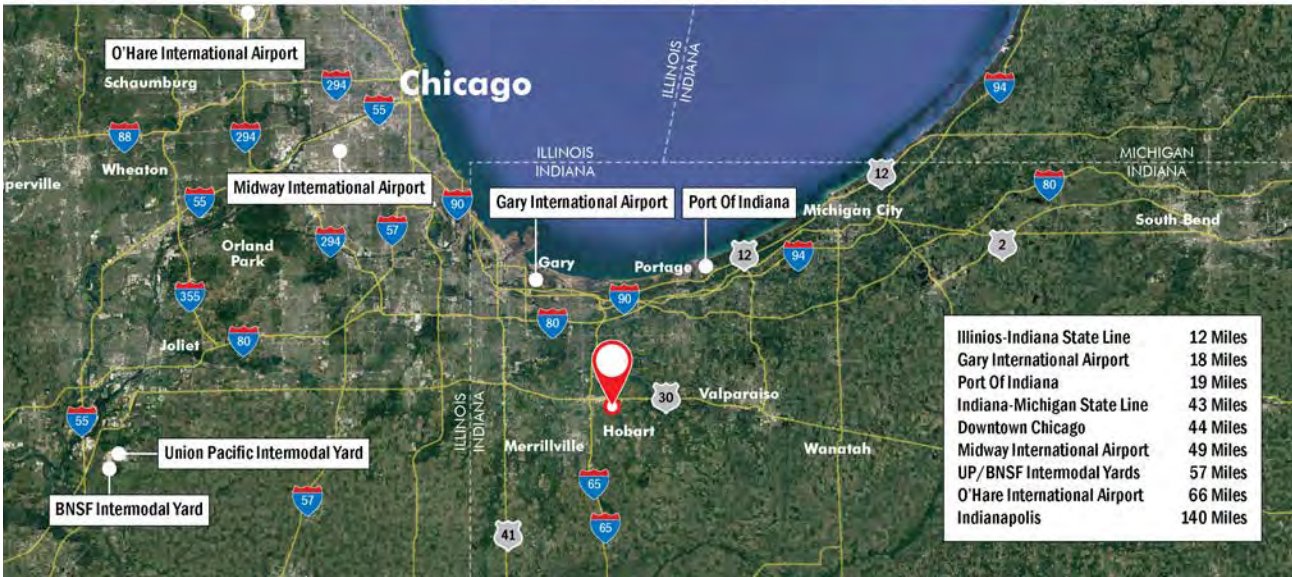 O'Hare International Airport
Schaumburg
Chicago
294
55
88
294
Wheaton
perville
Midway International Airport
55
90
Orland
Park
294
57
355
Joliet
80
55
Union Pacific Intermodal Yard
BNSF Intermodal Yard
57
ILLINOIS
INDIANA
ILLINOIS
INDIANA
ILLINOIS
INDIANA
MICHIGAN
INDIANA
94
12
80
Gary International Airport
Port Of Indiana
Michigan City
South Bend
2
Gary
Portage
12
94
90
80
30
Valparaiso
Merrillville
Hobart
Wanatah
65
65
41
Illinios-Indiana State Line 12 Miles
Gary International Airport 18 Miles
Port Of Indiana 19 Miles
Indiana-Michigan State Line 43 Miles
Downtown Chicago 44 Miles
Midway International Airport 49 Miles
UP/BNSF Intermodal Yards 57 Miles
O'Hare International Airport 66 Miles
Indianapolis 140 Miles